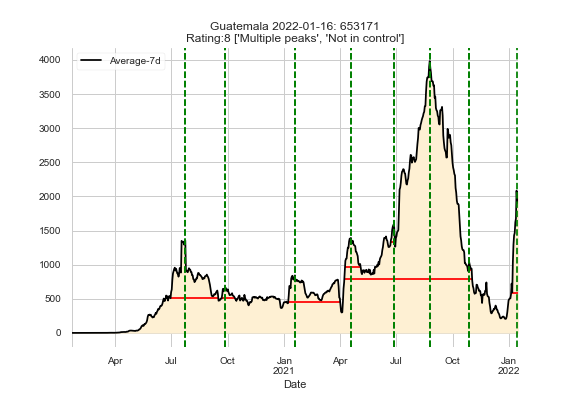 Guatemala 2022-01-16: 653171
Rating:8 ['Multiple peaks', 'Not in control']
Average-7d
4000
3500
3000
2500
2000
1500
1000
500
0
Apr Jul Oct Jan Apr Jul Oct Jan
2021 2022
Date